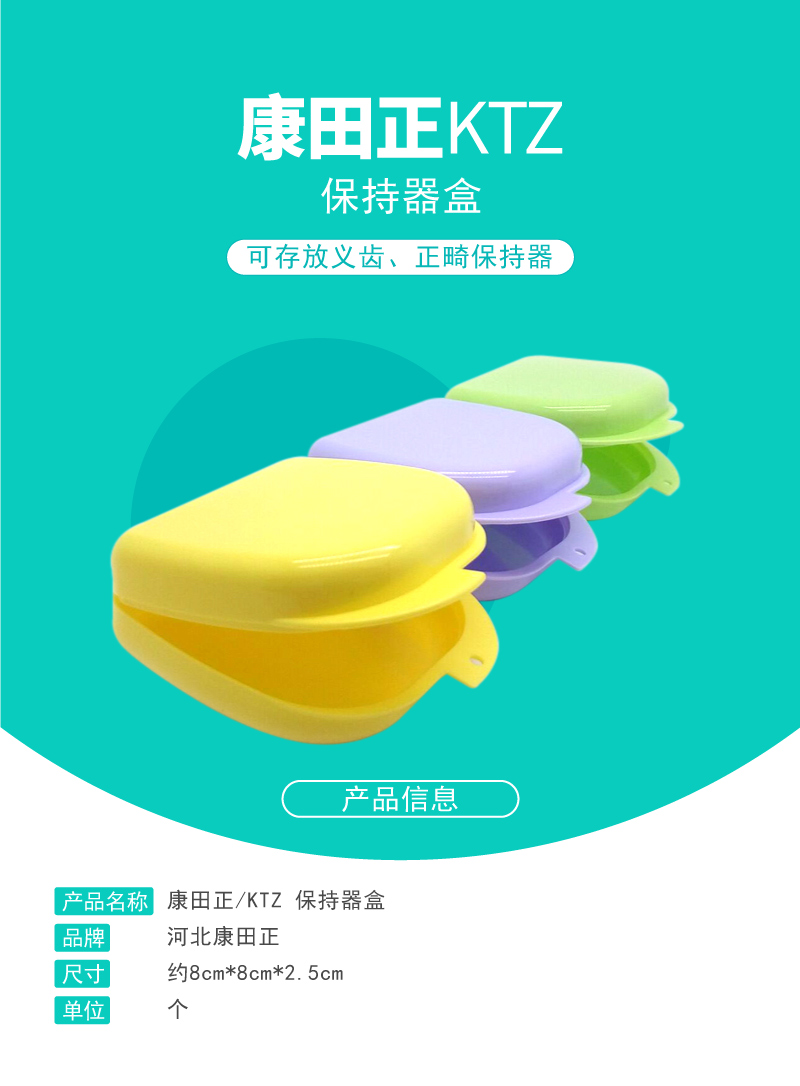 康田正KTZ
保持器盒
可存放义齿、正畸保持器
产品信息
产品名称 康田正/KTZ 保持器盒
品牌 河北康田正
尺寸 约8cm*8cm*2.5cm
单位 个